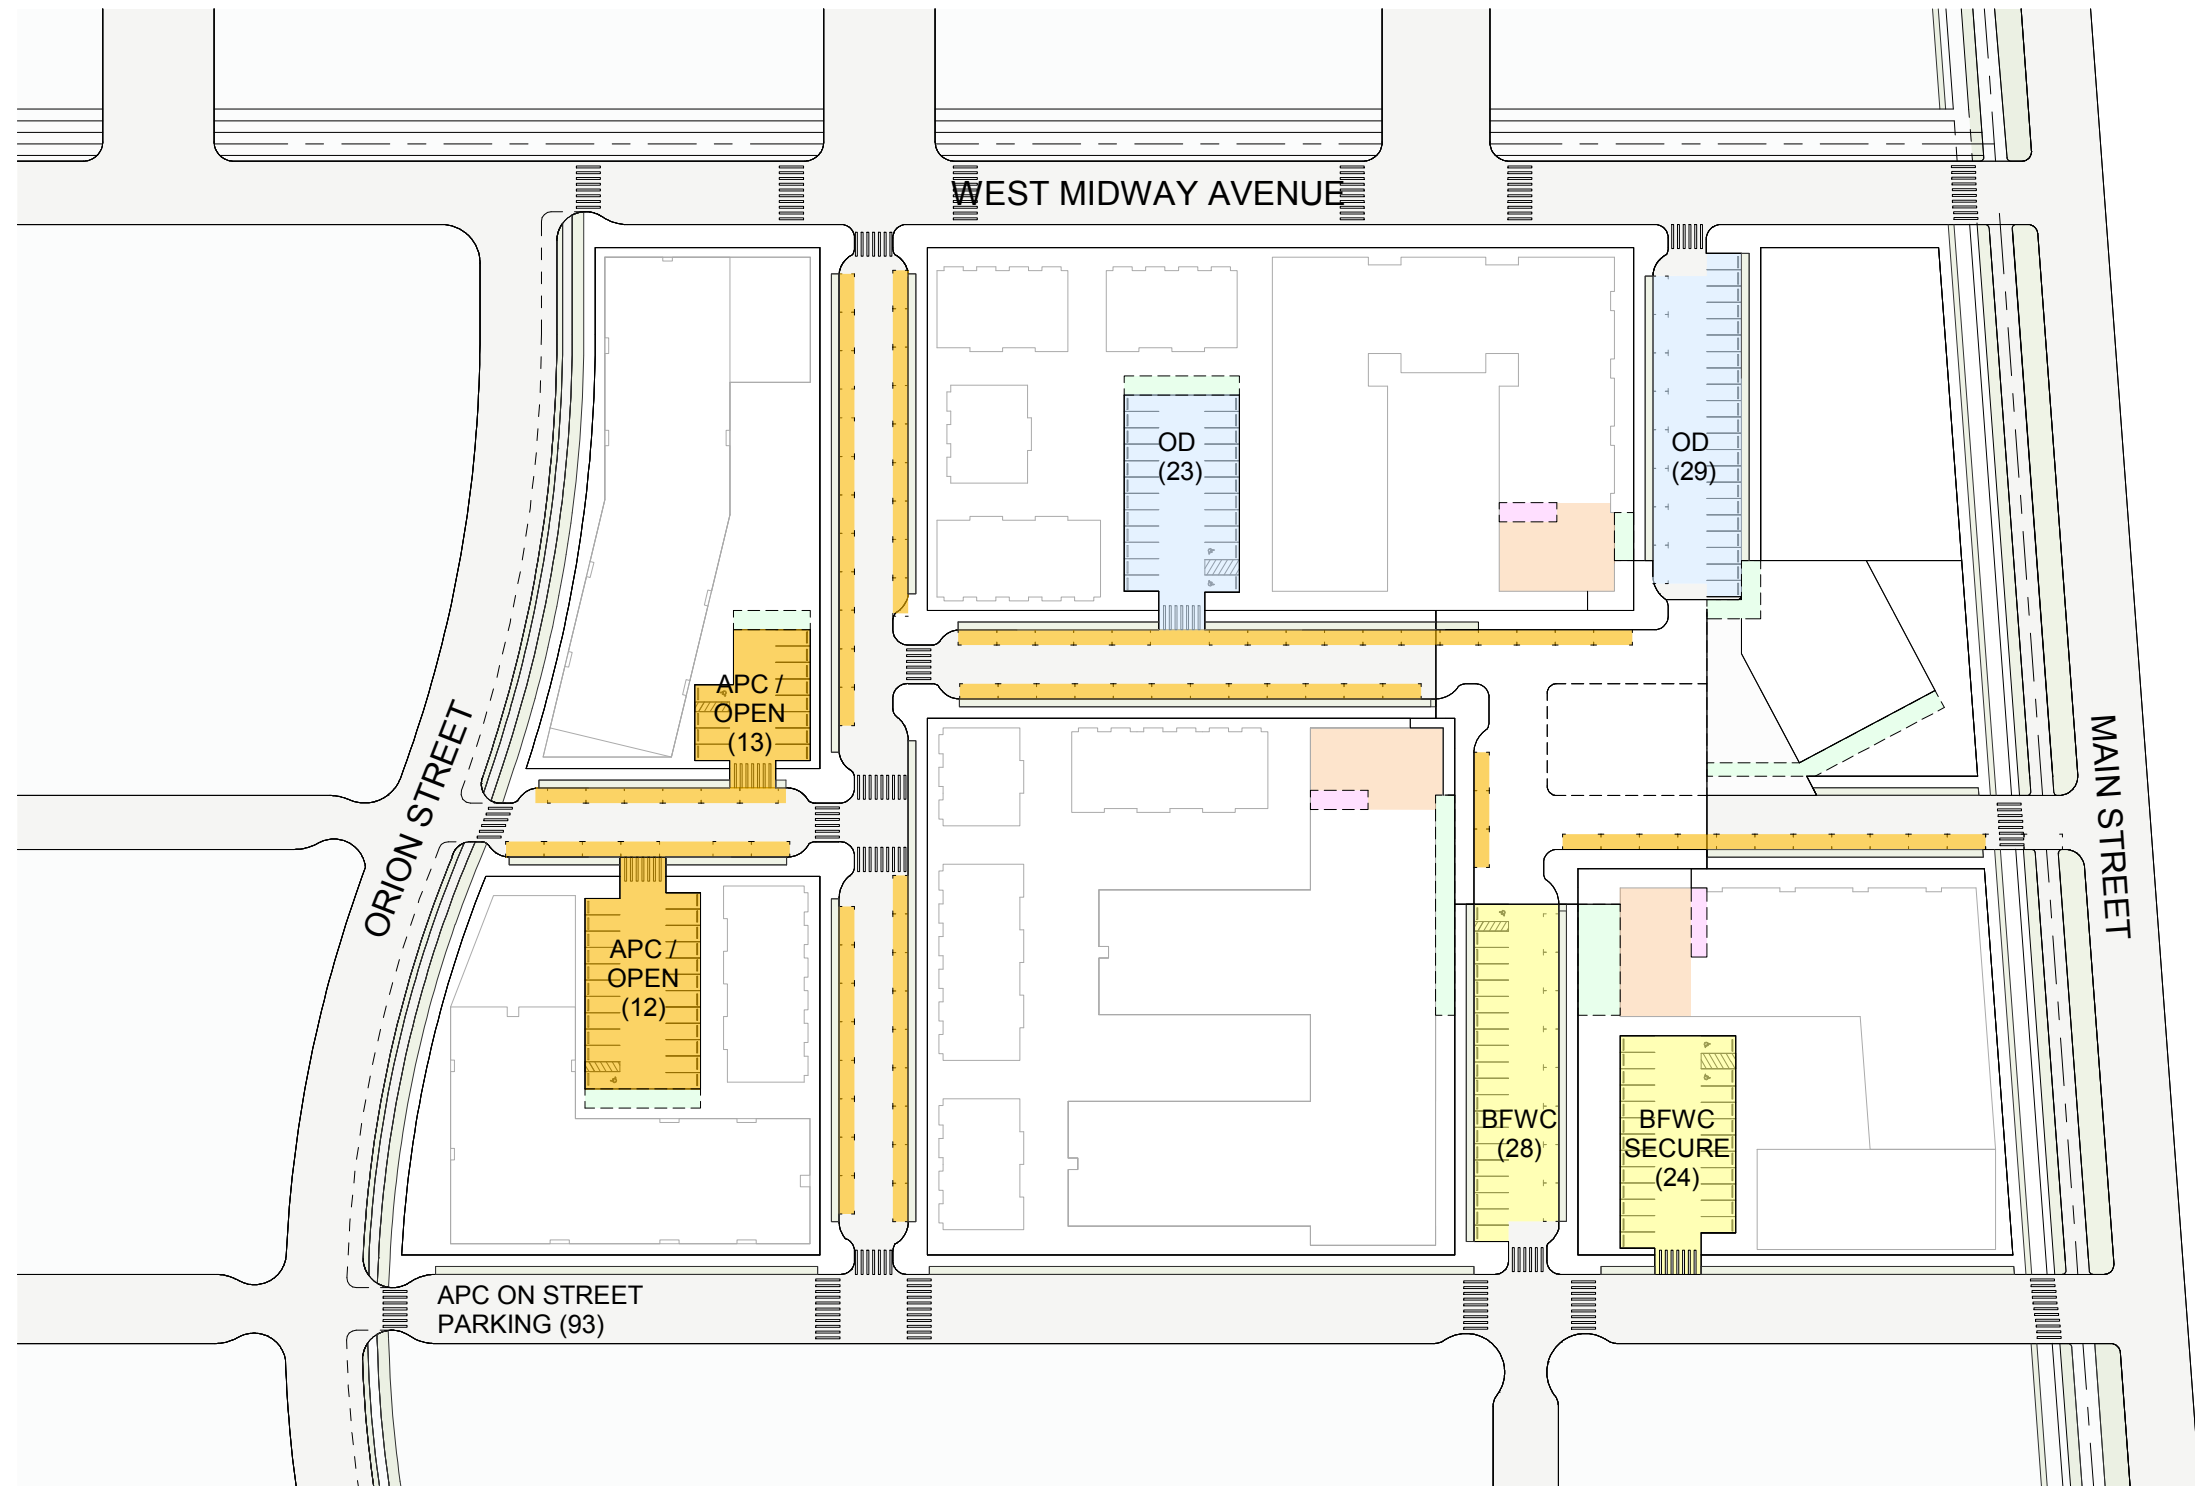 WEST MIDWAY AVENUE
OD
(23)
OD
(29)
APC /
OPEN
(13)
ORION STREET
MAIN STREET
APC /
OPEN
(12)
BFWC
(28)
BFWC
SECURE
(24)
APC ON STREET
PARKING (93)